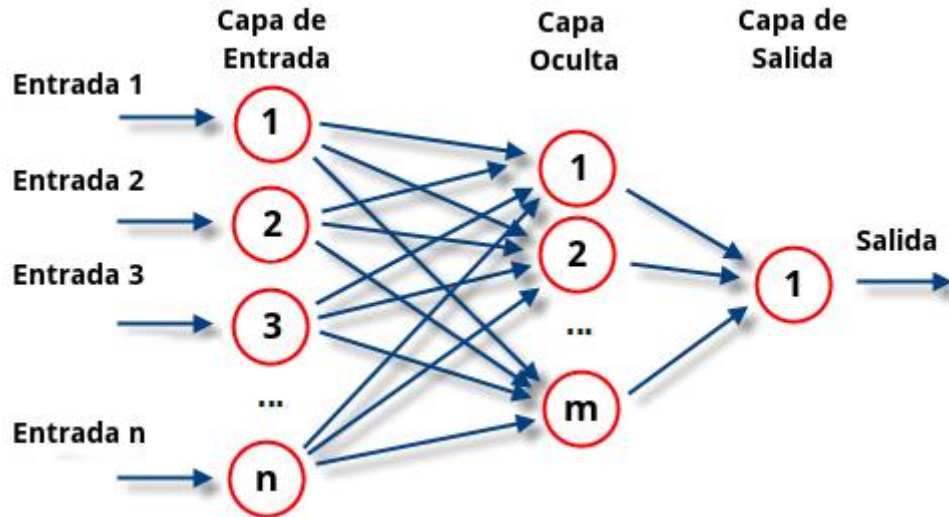 Capa de
Entrada
Capa
Oculta
Capa de
Salida
Entrada 1
1
Entrada 2
2
Entrada 3
3
...
Entrada n
n
1
2
...
m
1
Salida